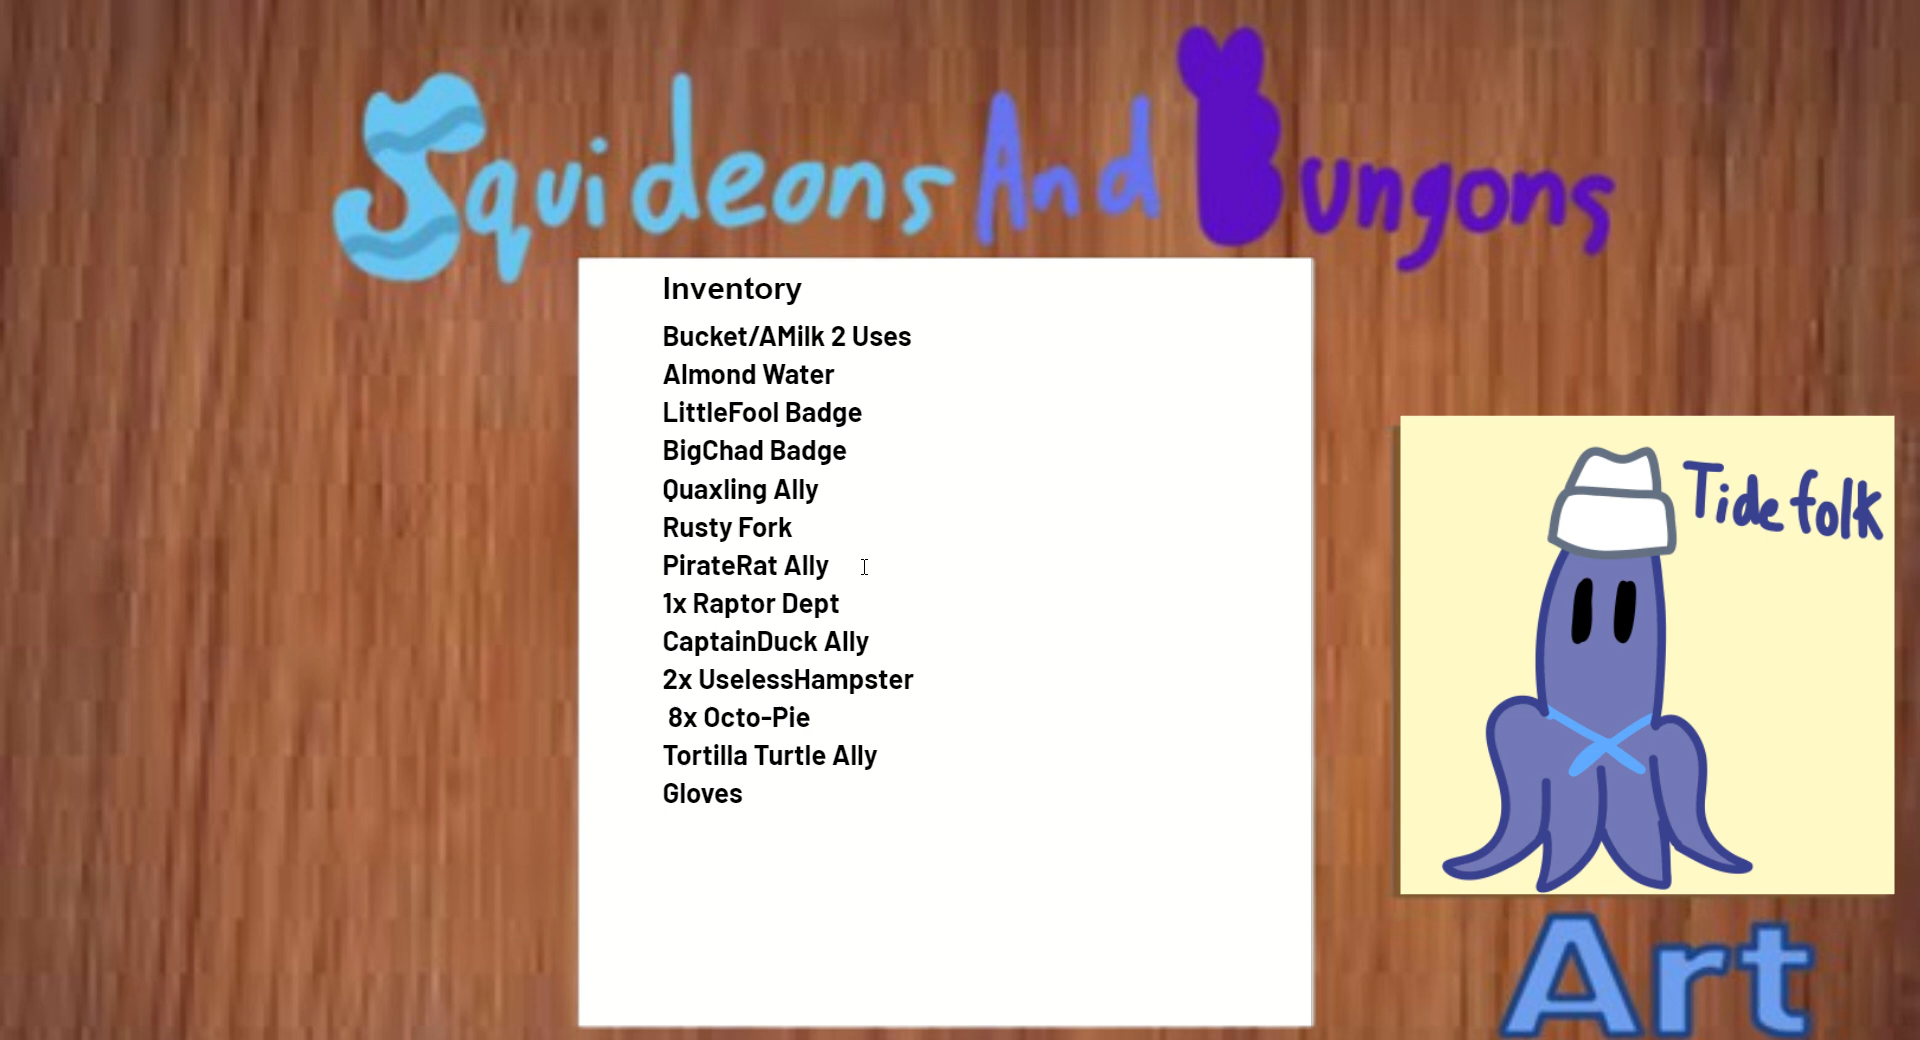 Squideons And Bungons
Inventory
Bucket/AMilk 2 Uses
Almond Water
LittleFool Badge
BigChad Badge
Quaxling Ally
Rusty Fork
PirateRat Ally
1x Raptor Dept
CaptainDuck Ally
2x UselessHampster
8x Octo-Pie
Tortilla Turtle Ally
Gloves
Tidefolk
Art